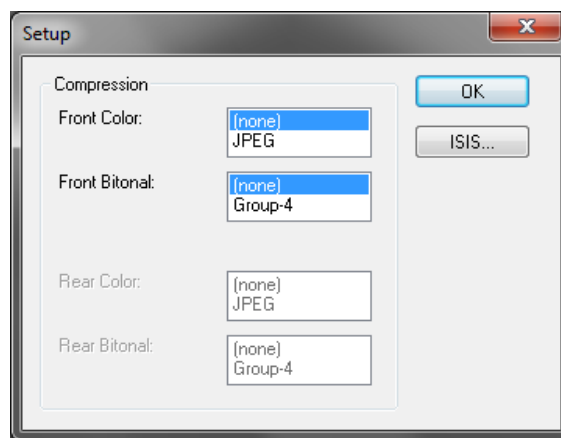 Setup
Compression
OK
Front Color:
(none)
JPEG
ISIS...
Front Bitonal:
(none)
Group-4
Rear Color:
(none)
JPEG
Rear Bitonal:
(none)
Group-4